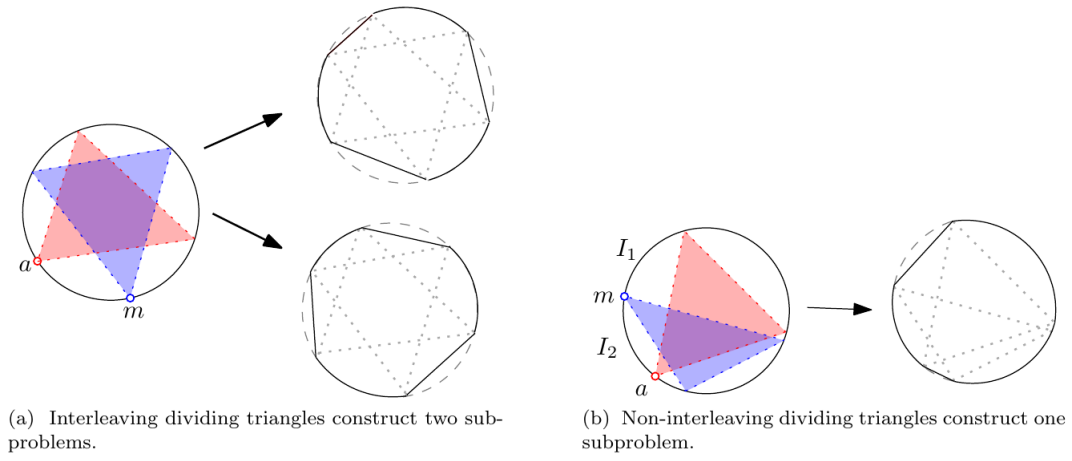 a
m
(a) Interleaving dividing triangles construct two sub-
problems.
I₁
m
I₂
a
(b) Non-interleaving dividing triangles construct one
subproblem.